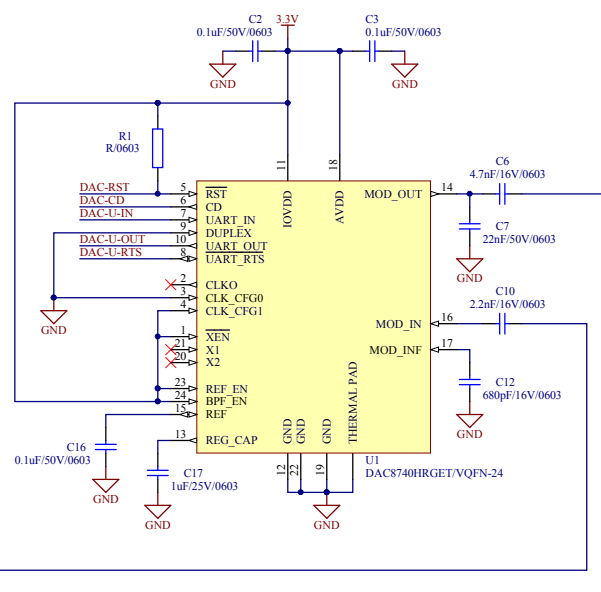 C2
0.1uF/50V/0603
3.3V
C3
0.1uF/50V/0603
GND
GND
R1
R/0603
11
18
IOVDD
AVDD
DAC-RST
5
RST
DAC-CD
6
CD
DAC-U-IN
7
UART_IN
9
DUPLEX
DAC-U-OUT
10
UART_OUT
DAC-U-RTS
8
UART_RTS
2
CLKO
3
CLK_CFG0
4
CLK_CFG1
GND
1
XEN
21
X1
20
X2
23
REF_EN
24
BPF_EN
15
REF
13
REG_CAP
MOD_OUT
14
C6
4.7nF/16V/0603
C7
22nF/50V/0603
GND
C10
2.2nF/16V/0603
MOD_IN
16
MOD_INF
17
C12
680pF/16V/0603
GND
C16
0.1uF/50V/0603
GND
C17
1uF/25V/0603
GND
GND
GND
GND
THERMAL PAD
12
22
19
GND
U1
DAC8740HRGET/VQFN-24